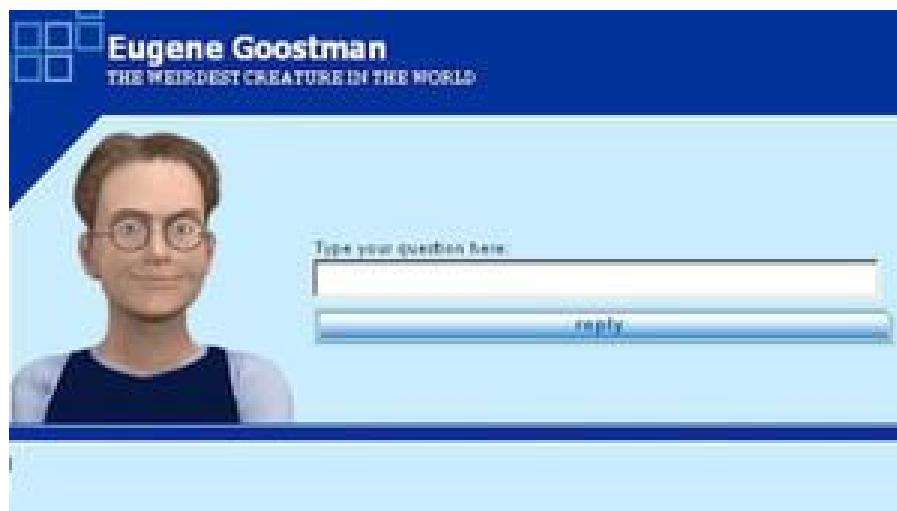 Eugene Goostman
THE WEIRDEST CREATURE IN THE WORLD
Type your question here:
reply